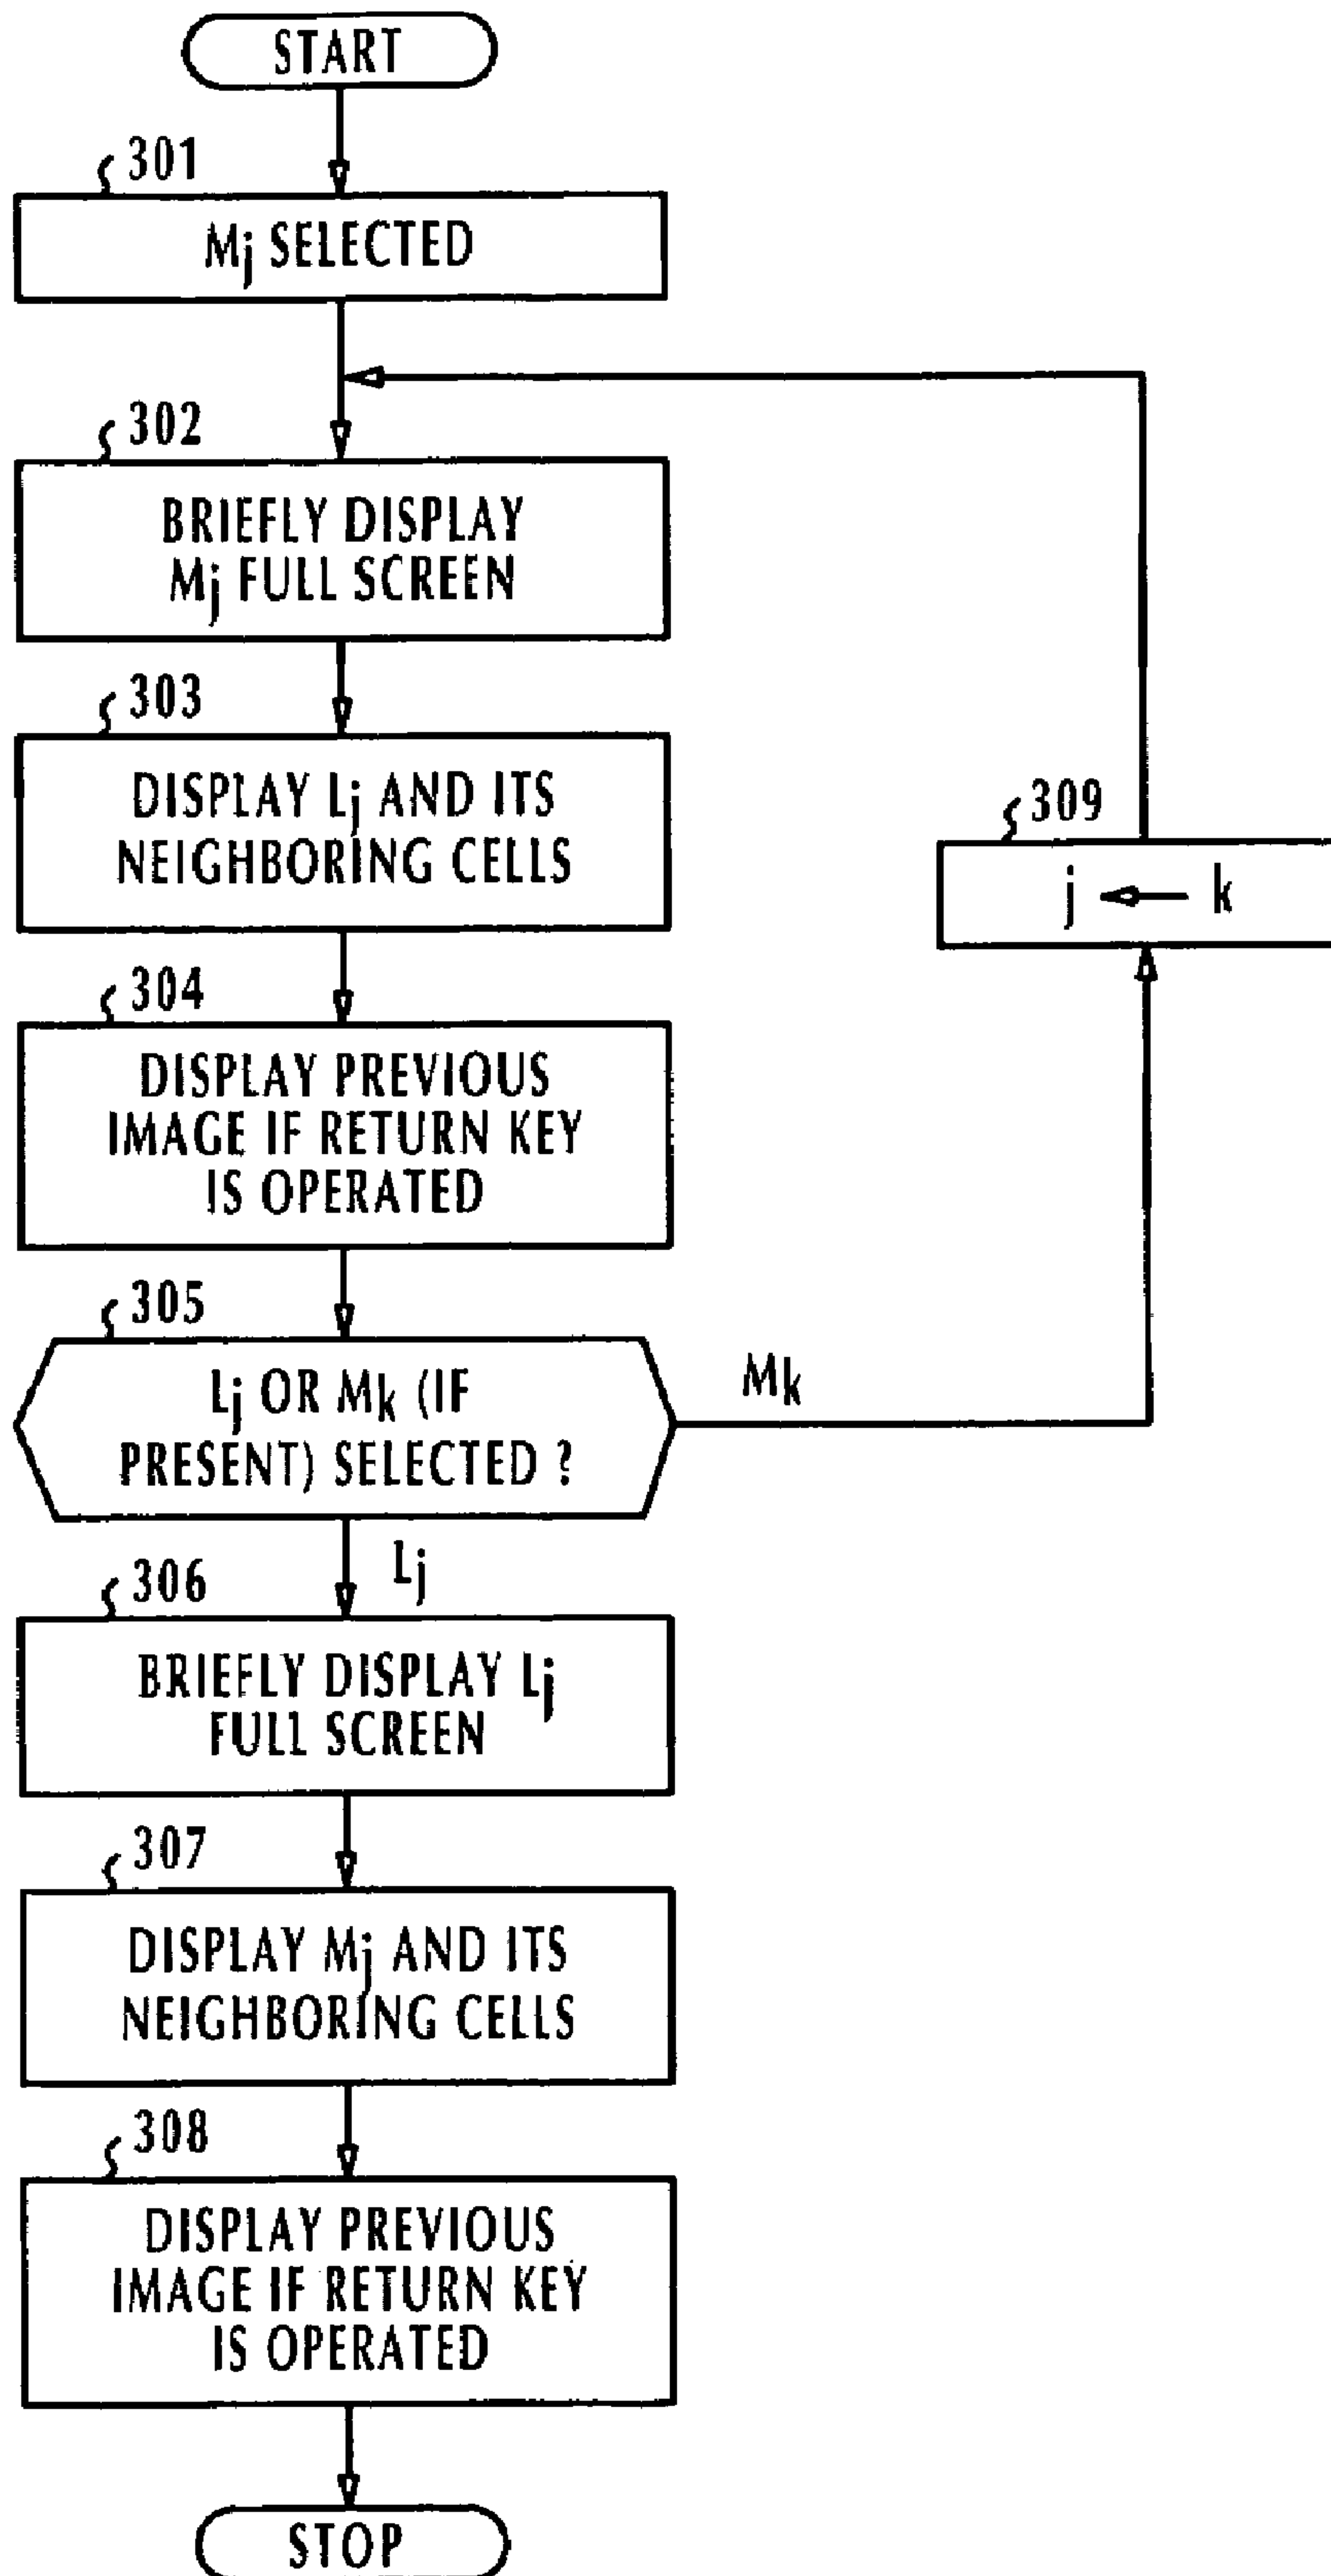 START
301
Mj SELECTED
302
BRIEFLY DISPLAY
Mj FULL SCREEN
303
DISPLAY Lj AND ITS
NEIGHBORING CELLS
304
DISPLAY PREVIOUS
IMAGE IF RETURN KEY
IS OPERATED
305
Lj OR Mk (IF
PRESENT) SELECTED ?
Mk
309
j ← k
Lj
306
BRIEFLY DISPLAY Lj
FULL SCREEN
307
DISPLAY Mj AND ITS
NEIGHBORING CELLS
308
DISPLAY PREVIOUS
IMAGE IF RETURN KEY
IS OPERATED
STOP